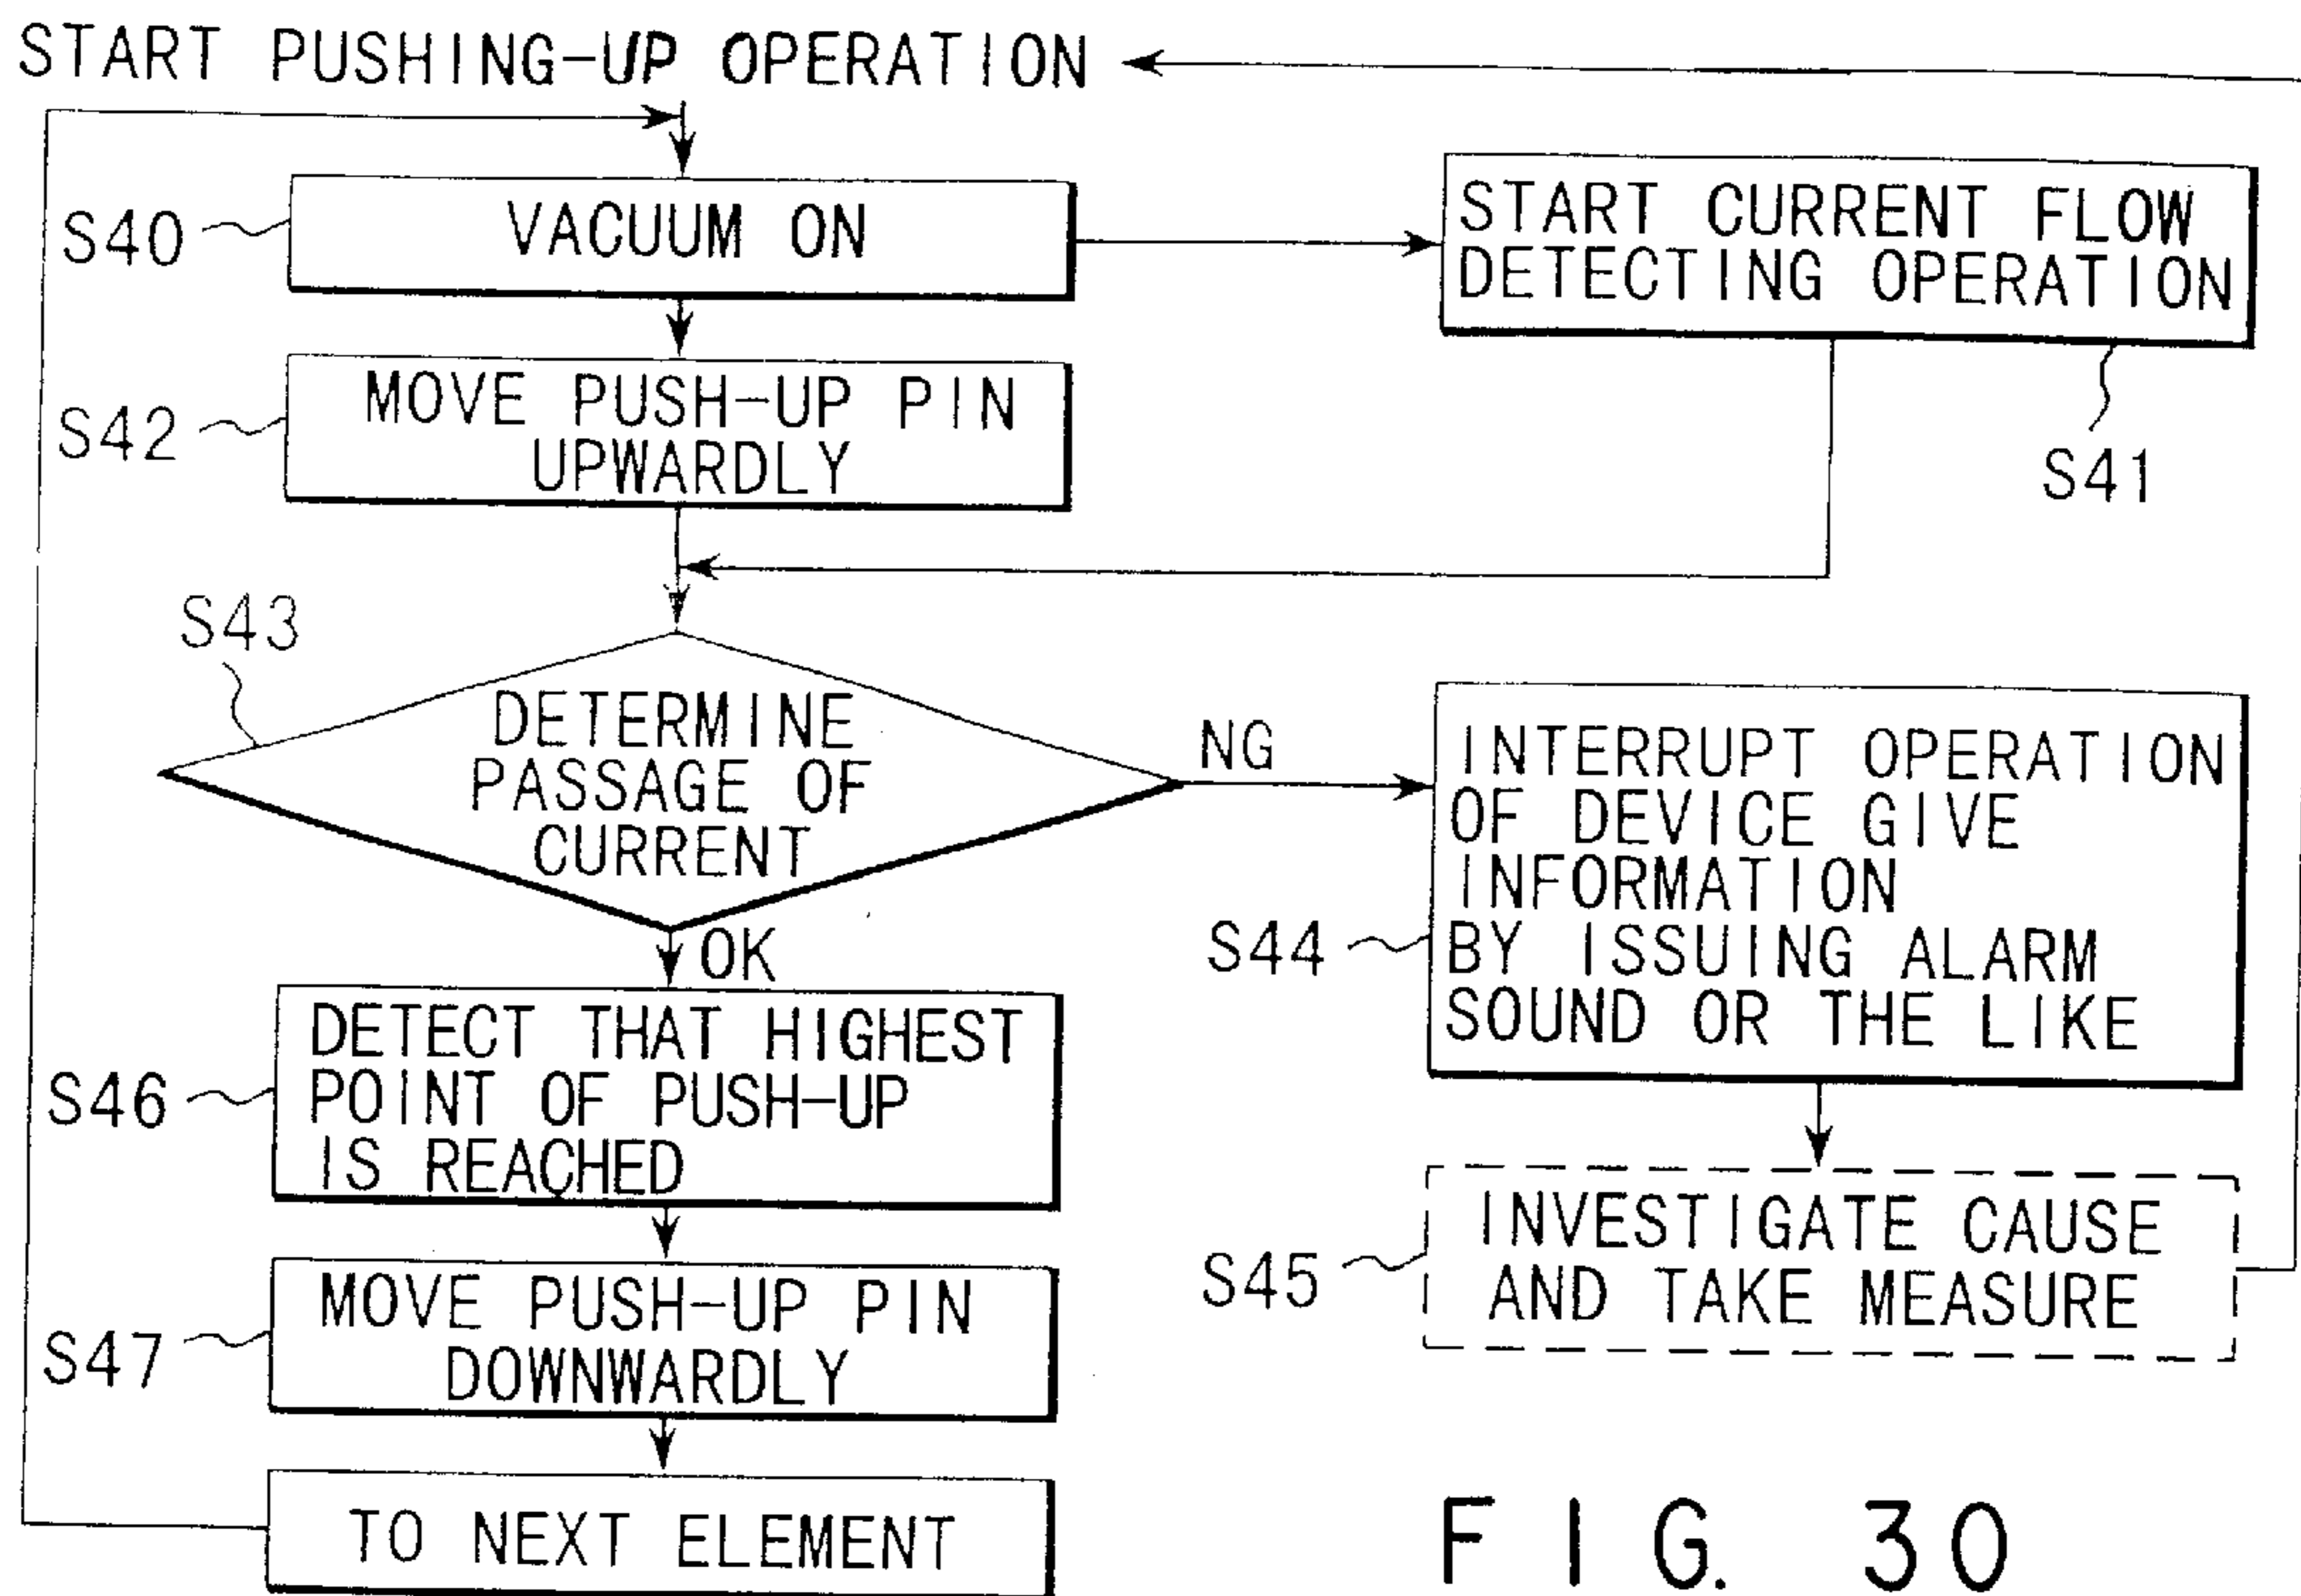 START PUSHING-UP OPERATION
S40
VACUUM ON
START CURRENT FLOW
DETECTING OPERATION
S41
S42
MOVE PUSH-UP PIN
UPWARDLY
S43
DETERMINE
PASSAGE OF
CURRENT
NG
OK
S44
INTERRUPT OPERATION
OF DEVICE GIVE
INFORMATION
BY ISSUING ALARM
SOUND OR THE LIKE
S45
INVESTIGATE CAUSE
AND TAKE MEASURE
S46
DETECT THAT HIGHEST
POINT OF PUSH-UP
IS REACHED
S47
MOVE PUSH-UP PIN
DOWNWARDLY
TO NEXT ELEMENT
FIG. 30